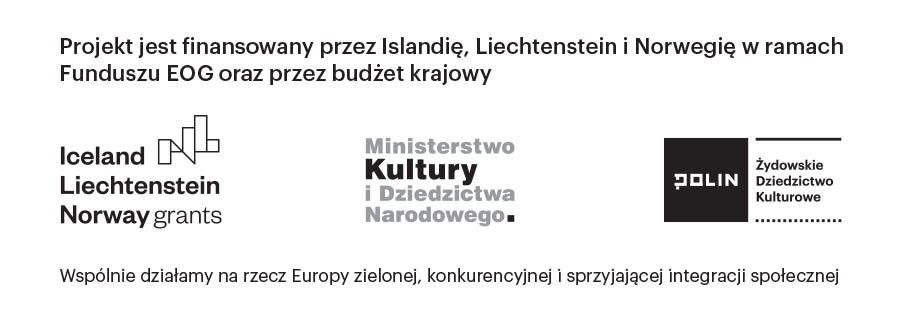 Projekt jest finansowany przez Islandię, Liechtenstein i Norwegię w ramach
Funduszu EOG oraz przez budżet krajowy
Iceland
Liechtenstein
Norway grants
Ministerstwo
Kultury
i Dziedzictwa
Narodowego.
POLIN
Żydowskie
Dziedzictwo
Kulturowe
Wspólnie działamy na rzecz Europy zielonej, konkurencyjnej i sprzyjającej integracji społecznej